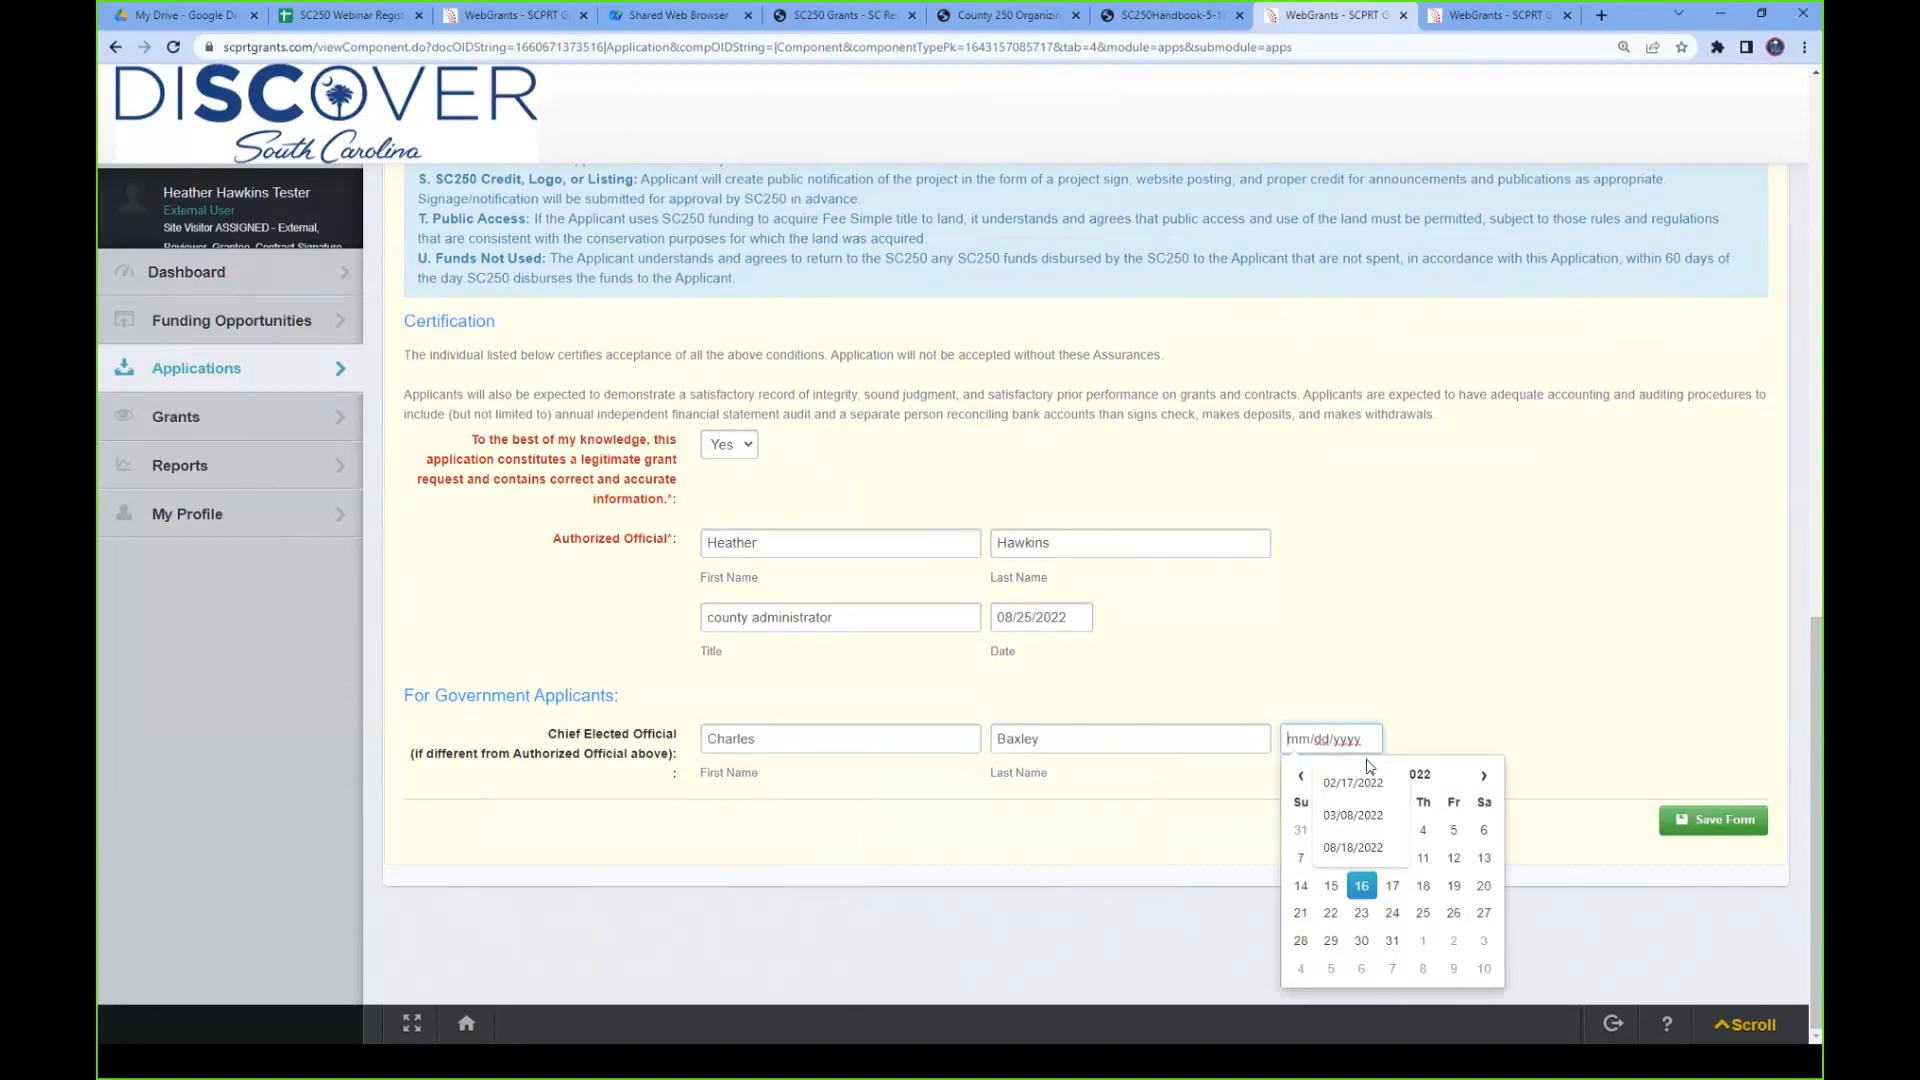 My Drive - Google Dr
SC250 Webinar Regist
WebGrants - SCPRT G
Shared Web Browser
SC250 Grants - SC Re
County 250 Organizin
SC250Handbook-5-1
WebGrants - SCPRT G
WebGrants - SCPRT G
scprtgrants.com/viewComponent.do?docOIDString=1660671373516|Application&compOIDString=|Component&componentTypePk=1643157085717&tab=4&module=apps&submodule=apps
DISCOVER
South Carolina
Heather Hawkins Tester
External User
Site Visitor ASSIGNED - External,
Reviewer, Grantee, Contract Signature
Dashboard
Funding Opportunities
Applications
Grants
Reports
My Profile
S. SC250 Credit, Logo, or Listing: Applicant will create public notification of the project in the form of a project sign, website posting, and proper credit for announcements and publications as appropriate
Signage/notification will be submitted for approval by SC250 in advance.
T. Public Access: If the Applicant uses SC250 funding to acquire Fee Simple title to land, it understands and agrees that public access and use of the land must be permitted, subject to those rules and regulations
that are consistent with the conservation purposes for which the land was acquired.
U. Funds Not Used: The Applicant understands and agrees to return to the SC250 any SC250 funds disbursed by the SC250 to the Applicant that are not spent, in accordance with this Application, within 60 days of
the day SC250 disburses the funds to the Applicant.
Certification
The individual listed below certifies acceptance of all the above conditions. Application will not be accepted without these Assurances.
Applicants will also be expected to demonstrate a satisfactory record of integrity, sound judgment, and satisfactory prior performance on grants and contracts. Applicants are expected to have adequate accounting and auditing procedures to
include (but not limited to) annual independent financial statement audit and a separate person reconciling bank accounts than signs check, makes deposits, and makes withdrawals.
To the best of my knowledge, this
application constitutes a legitimate grant
request and contains correct and accurate
information.*:
Yes
Authorized Official*:
Heather
Hawkins
First Name
Last Name
county administrator
08/25/2022
Title
Date
For Government Applicants:
Chief Elected Official
(if different from Authorized Official above):
:
Charles
Baxley
mm/dd/yyyy
First Name
Last Name
022
02/17/2022
03/08/2022
08/18/2022
Su Th Fr Sa
31 4 5 6
7 11 12 13
14 15 16 17 18 19 20
21 22 23 24 25 26 27
28 29 30 31 1 2 3
4 5 6 7 8 9 10
Save Form
?
Scroll